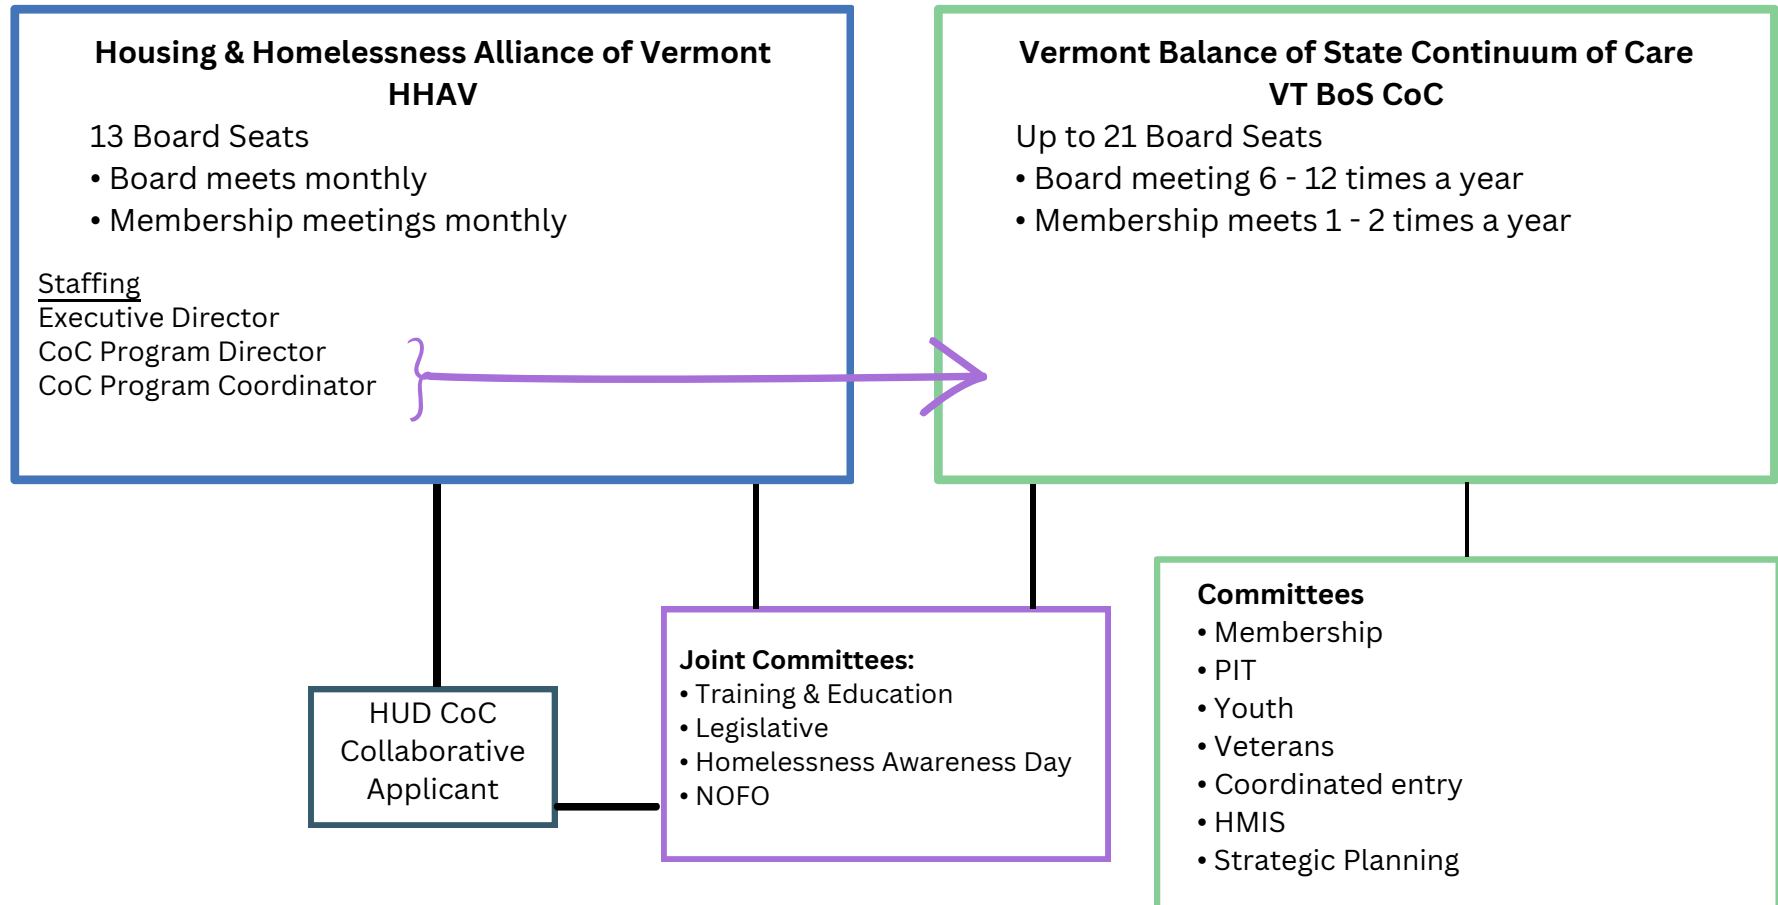 Housing & Homelessness Alliance of Vermont
HHAV
13 Board Seats
• Board meets monthly
• Membership meetings monthly
Staffing
Executive Director
CoC Program Director
CoC Program Coordinator
Vermont Balance of State Continuum of Care
VT BoS CoC
Up to 21 Board Seats
• Board meeting 6 - 12 times a year
• Membership meets 1 - 2 times a year
HUD CoC
Collaborative
Applicant
Joint Committees:
• Training & Education
• Legislative
• Homelessness Awareness Day
• NOFO
Committees
• Membership
• PIT
• Youth
• Veterans
• Coordinated entry
• HMIS
• Strategic Planning